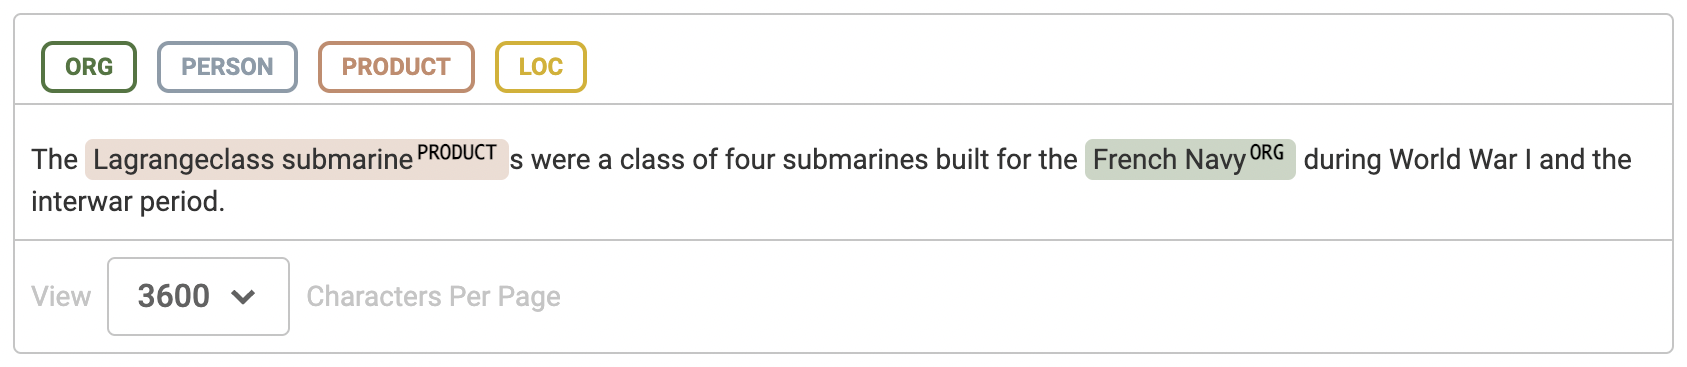 ORG PERSON PRODUCT LOC
The Lagrangeclass submarine PRODUCT s were a class of four submarines built for the French Navy ORG during World War I and the
interwar period.
View 3600 Characters Per Page